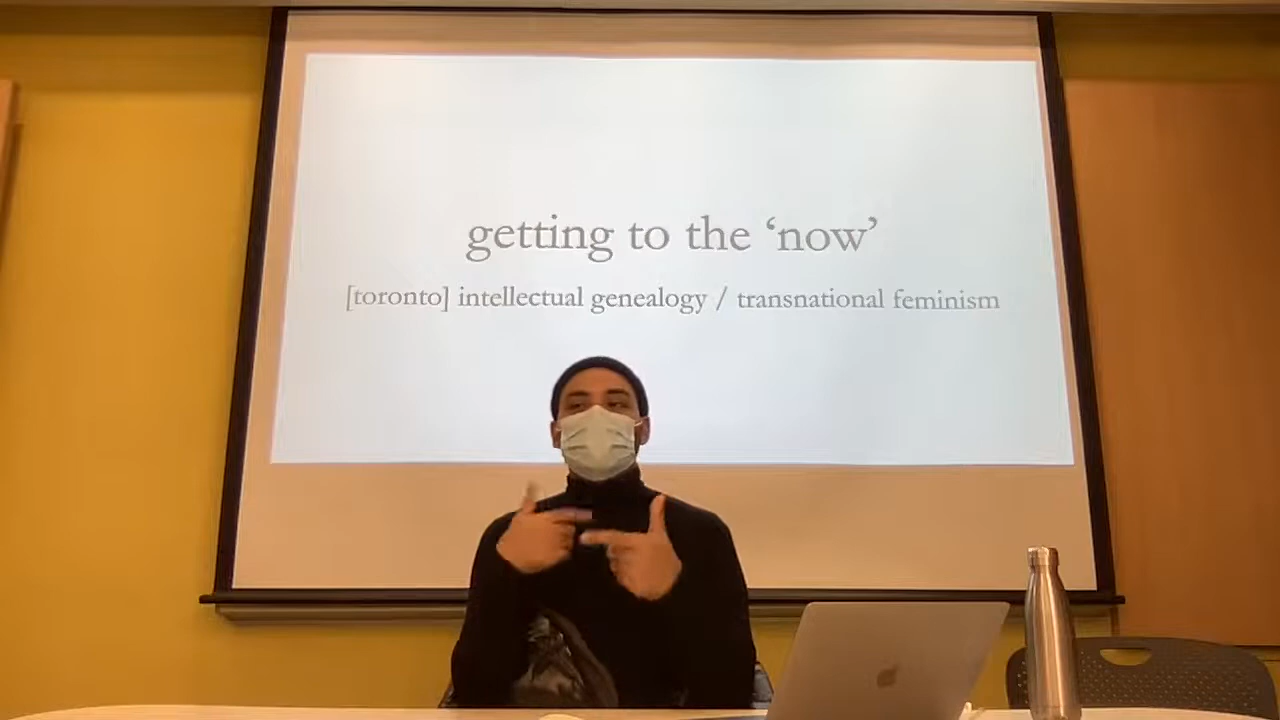 getting to the ‘now’
[toronto] intellectual genealogy / transnational feminism